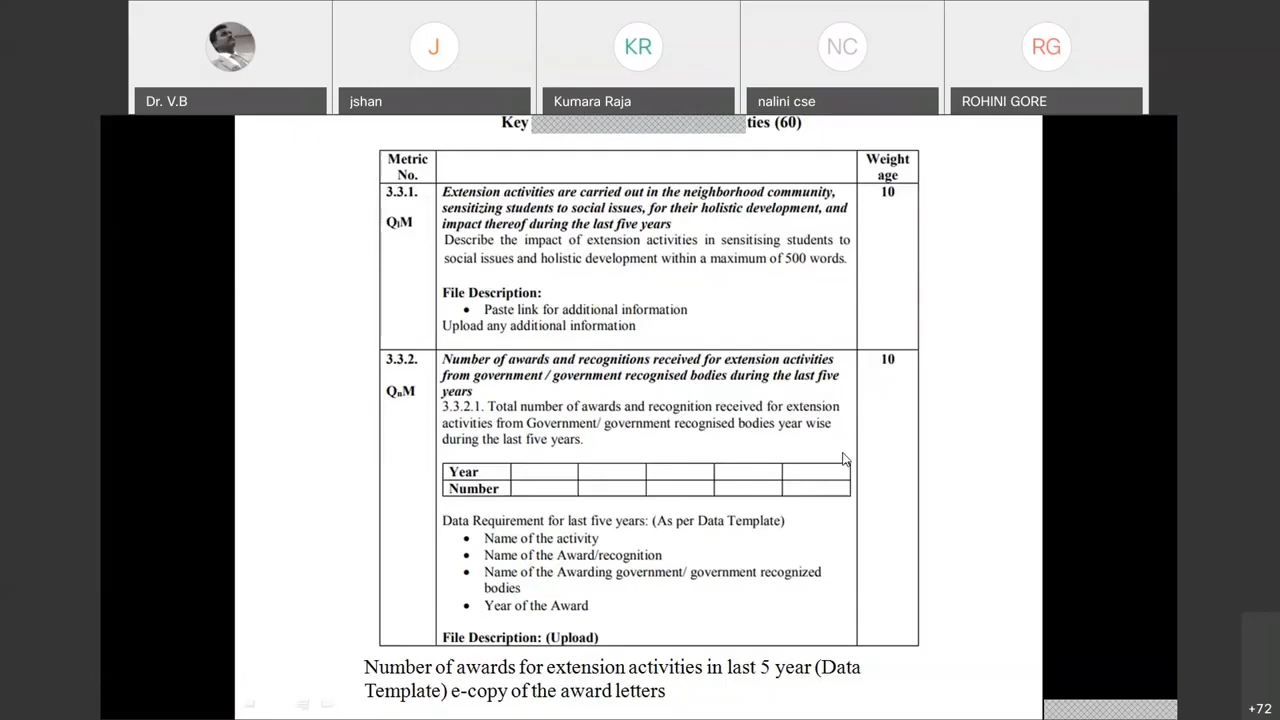 Dr. V.B
J
jshan
KR
Kumara Raja
NC
nalini cse
RG
ROHINI GORE
Key ties (60)
Metric No.
Weight age
3.3.1.
QlM
Extension activities are carried out in the neighborhood community,
sensitizing students to social issues, for their holistic development, and
impact thereof during the last five years
10
Describe the impact of extension activities in sensitising students to
social issues and holistic development within a maximum of 500 words.
File Description:
• Paste link for additional information
Upload any additional information
3.3.2.
QnM
Number of awards and recognitions received for extension activities
from government / government recognised bodies during the last five
years
10
3.3.2.1. Total number of awards and recognition received for extension
activities from Government/ government recognised bodies year wise
during the last five years.
Year
Number
Data Requirement for last five years: (As per Data Template)
• Name of the activity
• Name of the Award/recognition
• Name of the Awarding government/ government recognized
bodies
• Year of the Award
File Description: (Upload)
Number of awards for extension activities in last 5 year (Data
Template) e-copy of the award letters
+72